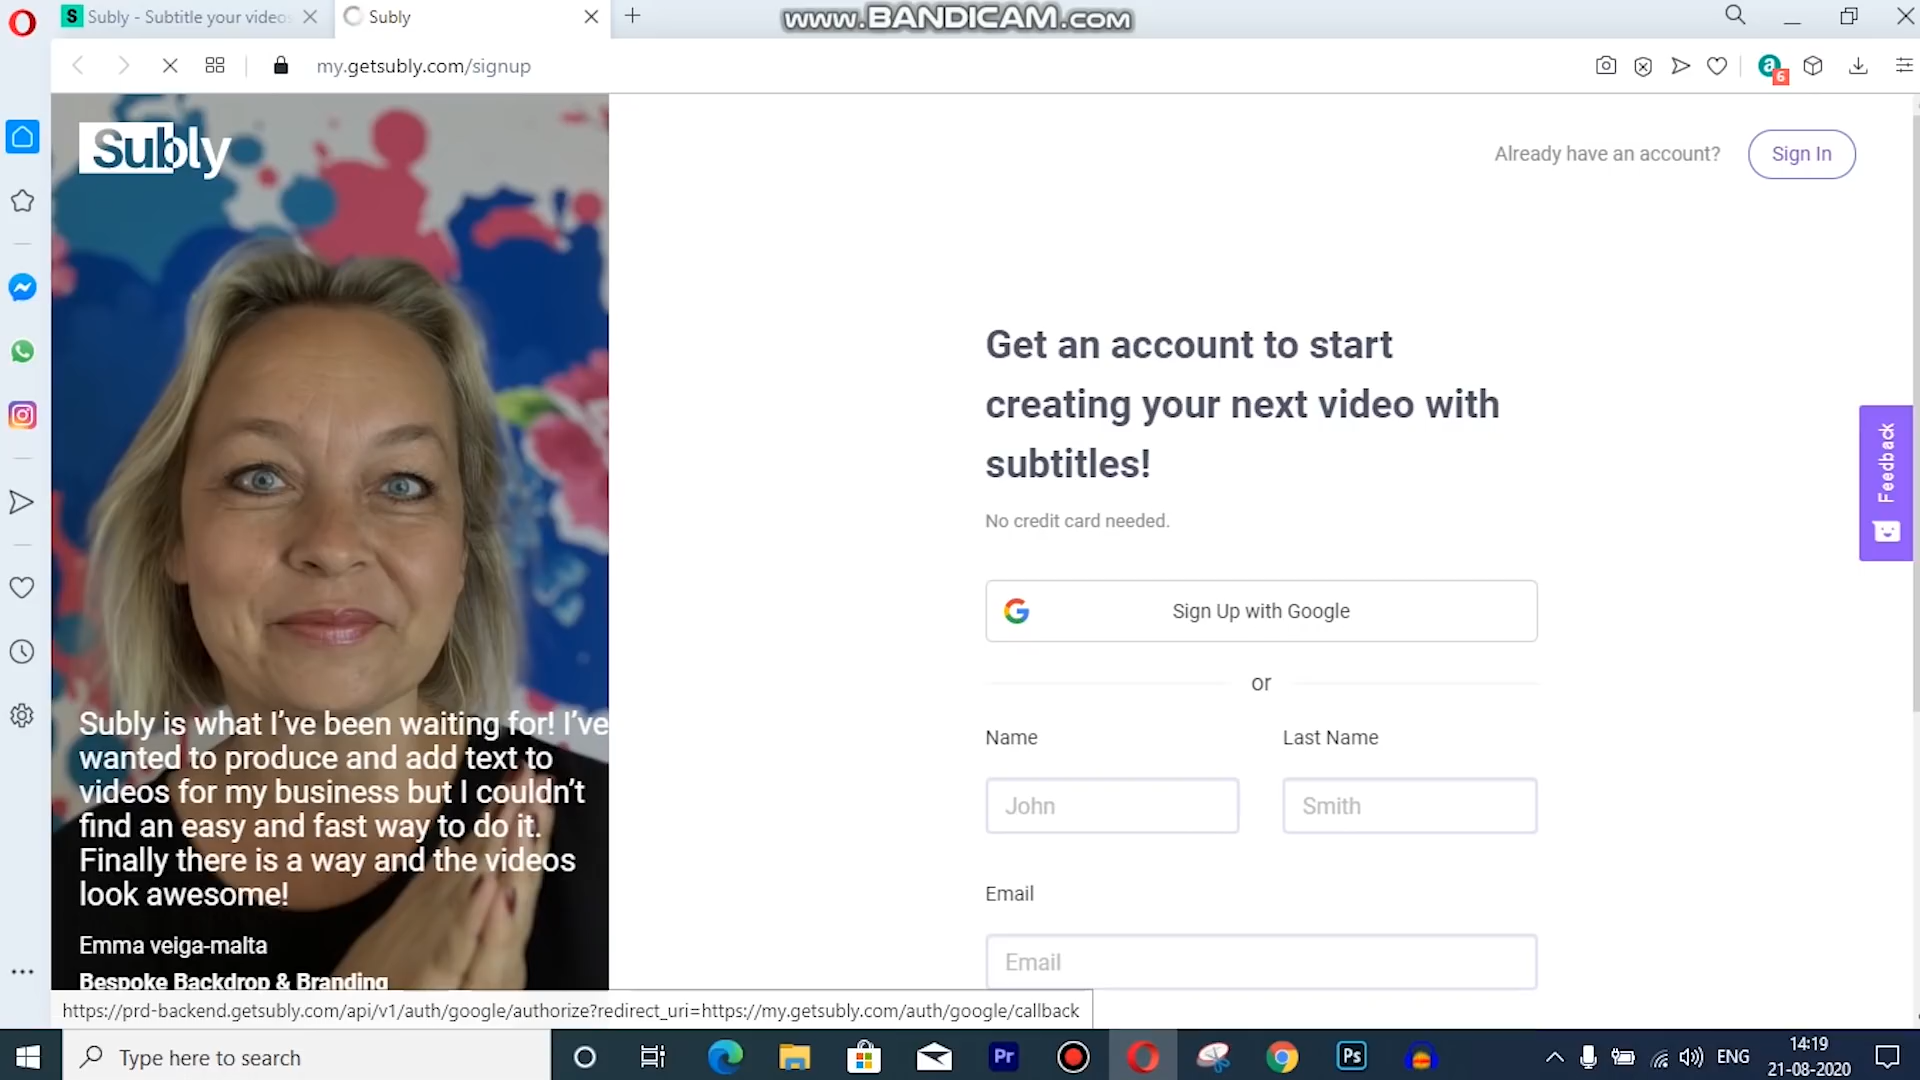 Subly - Subtitle your videos
Subly
www.BANDICAM.com
my.getsubly.com/signup
a
6
Subly
Already have an account?
Sign In
Get an account to start
creating your next video with
subtitles!
No credit card needed.
Sign Up with Google
or
Name
Last Name
John
Smith
Email
Email
Feedback
Subly is what I’ve been waiting for! I’ve
wanted to produce and add text to
videos for my business but I couldn’t
find an easy and fast way to do it.
Finally there is a way and the videos
look awesome!
Emma veiga-malta
Bespoke Backdrop & Branding
https://prd-backend.getsubly.com/api/v1/auth/google/authorize?redirect_uri=https://my.getsubly.com/auth/google/callback
Type here to search
Pr
Ps
ENG
14:19
21-08-2020